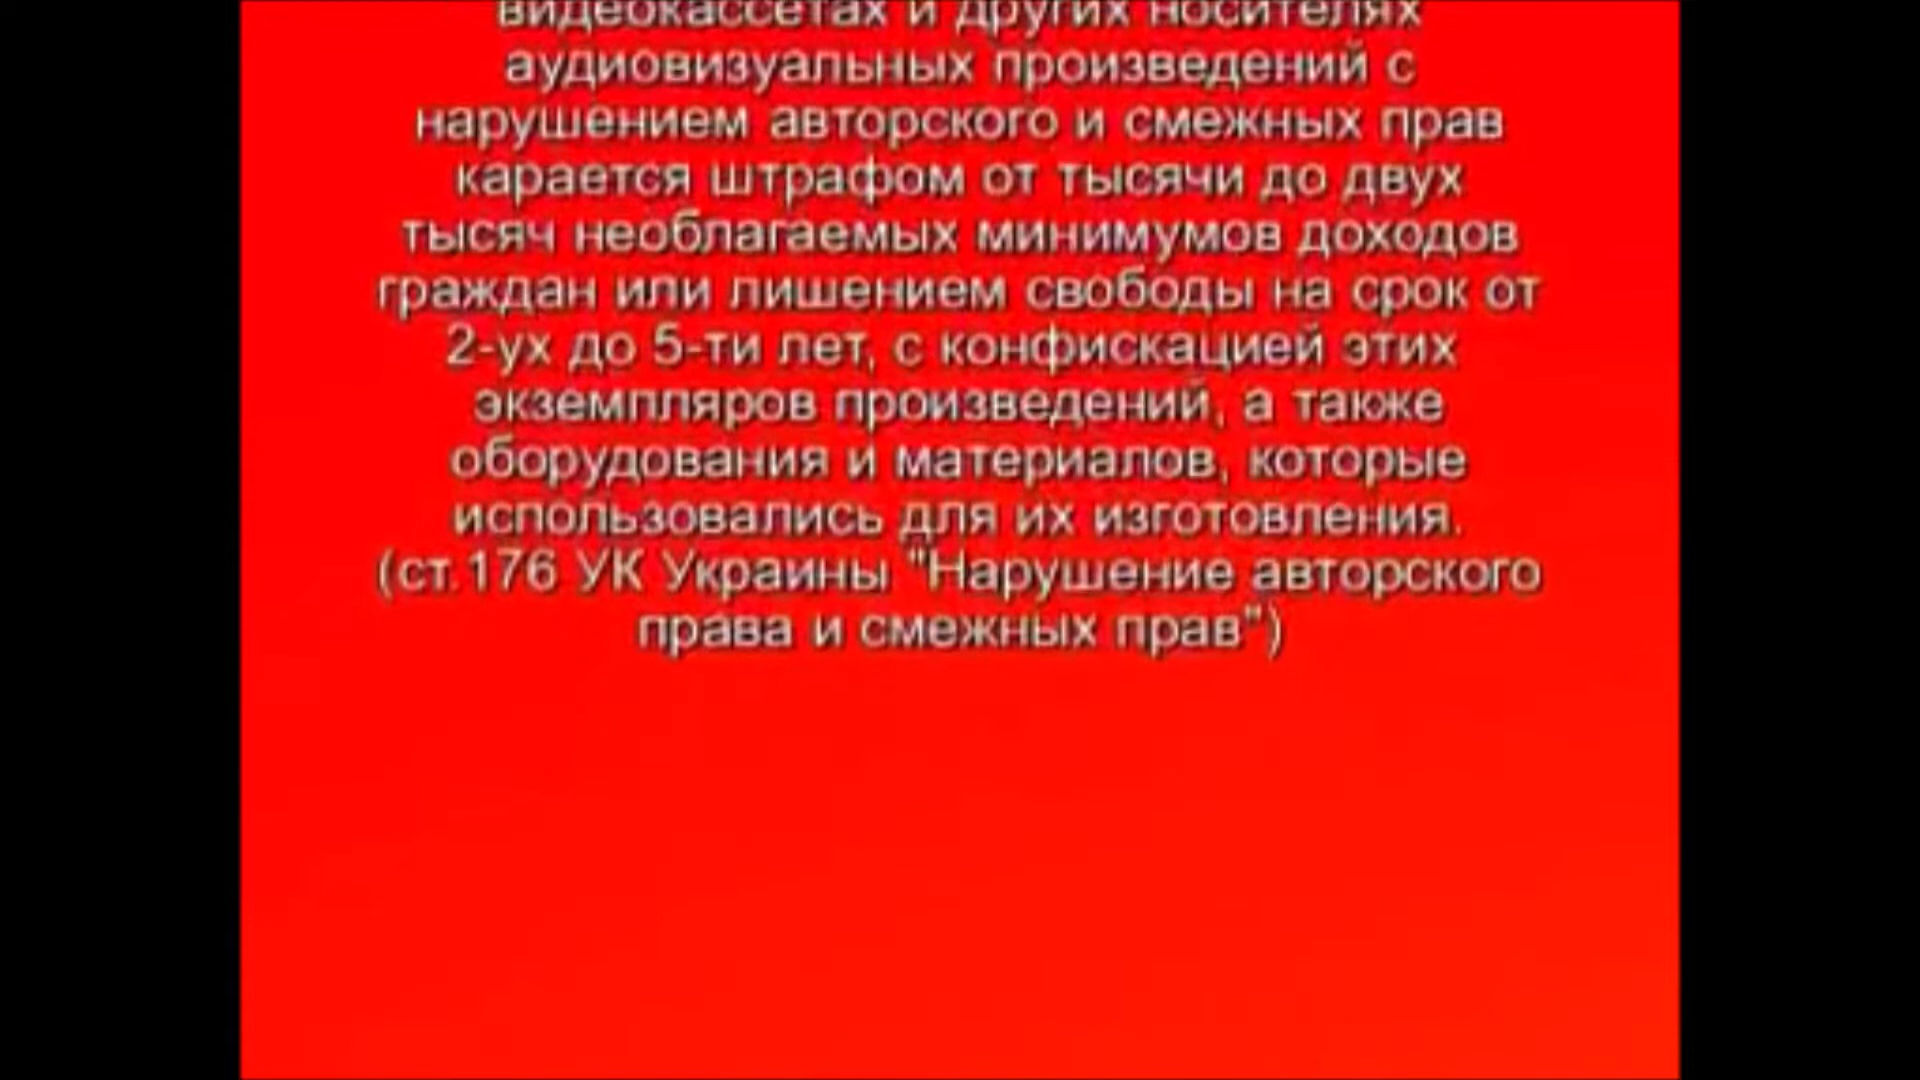 видеокассетах и других носителях
аудиовизуальных произведений с
нарушением авторского и смежных прав
карается штрафом от тысячи до двух
тысяч необлагаемых минимумов доходов
граждан или лишением свободы на срок от
2-ух до 5-ти лет, с конфискацией этих
экземпляров произведений, а также
оборудования и материалов, которые
использовались для их изготовления.
(ст.176 УК Украины "Нарушение авторского
права и смежных прав")